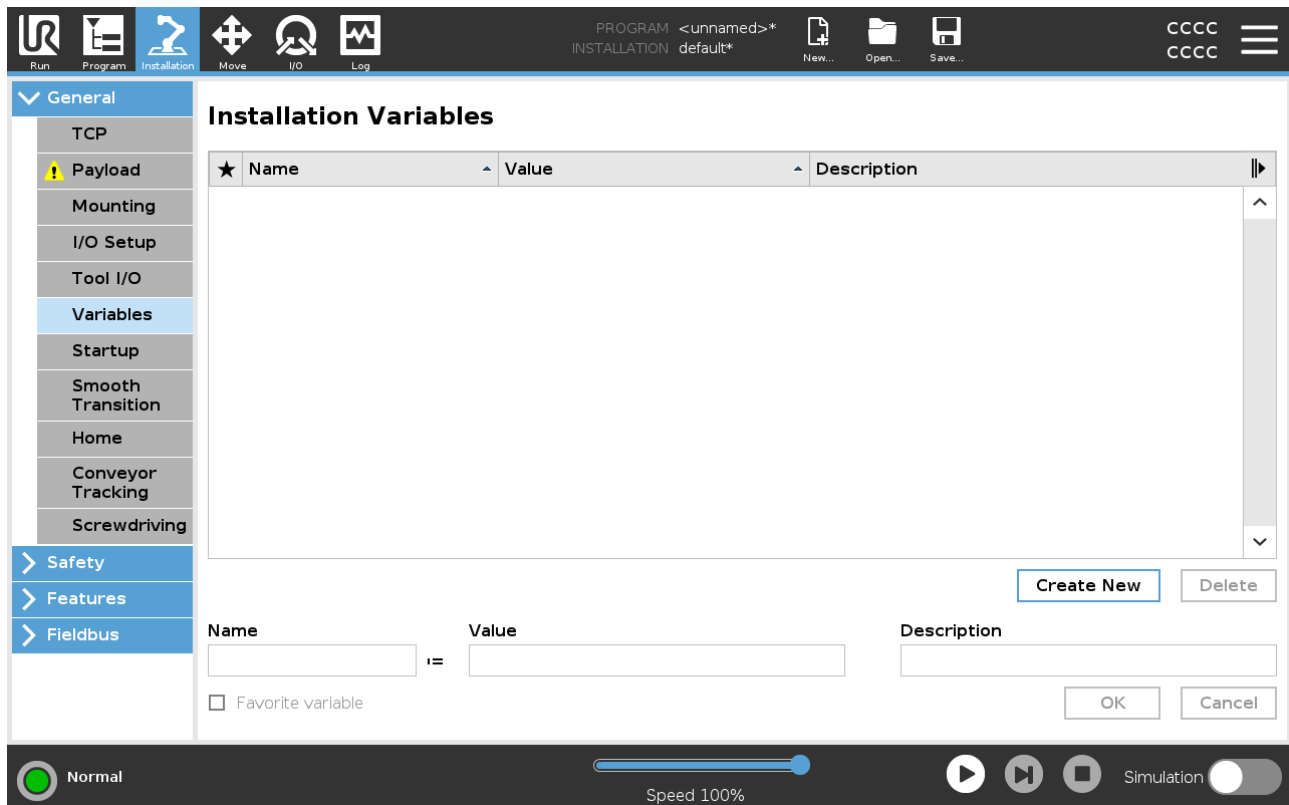 PROGRAM <unnamed>*
INSTALLATION default*
CCCC
CCCC
Run Program Installation Move I/O Log New... Open... Save...
General
TCP
Payload
Mounting
I/O Setup
Tool I/O
Variables
Startup
Smooth
Transition
Home
Conveyor
Tracking
Screwdriving
Safety
Features
Fieldbus
Installation Variables
Name Value Description
Create New Delete
Name Value Description
:=
Favorite variable OK Cancel
Normal
Speed 100%
Simulation